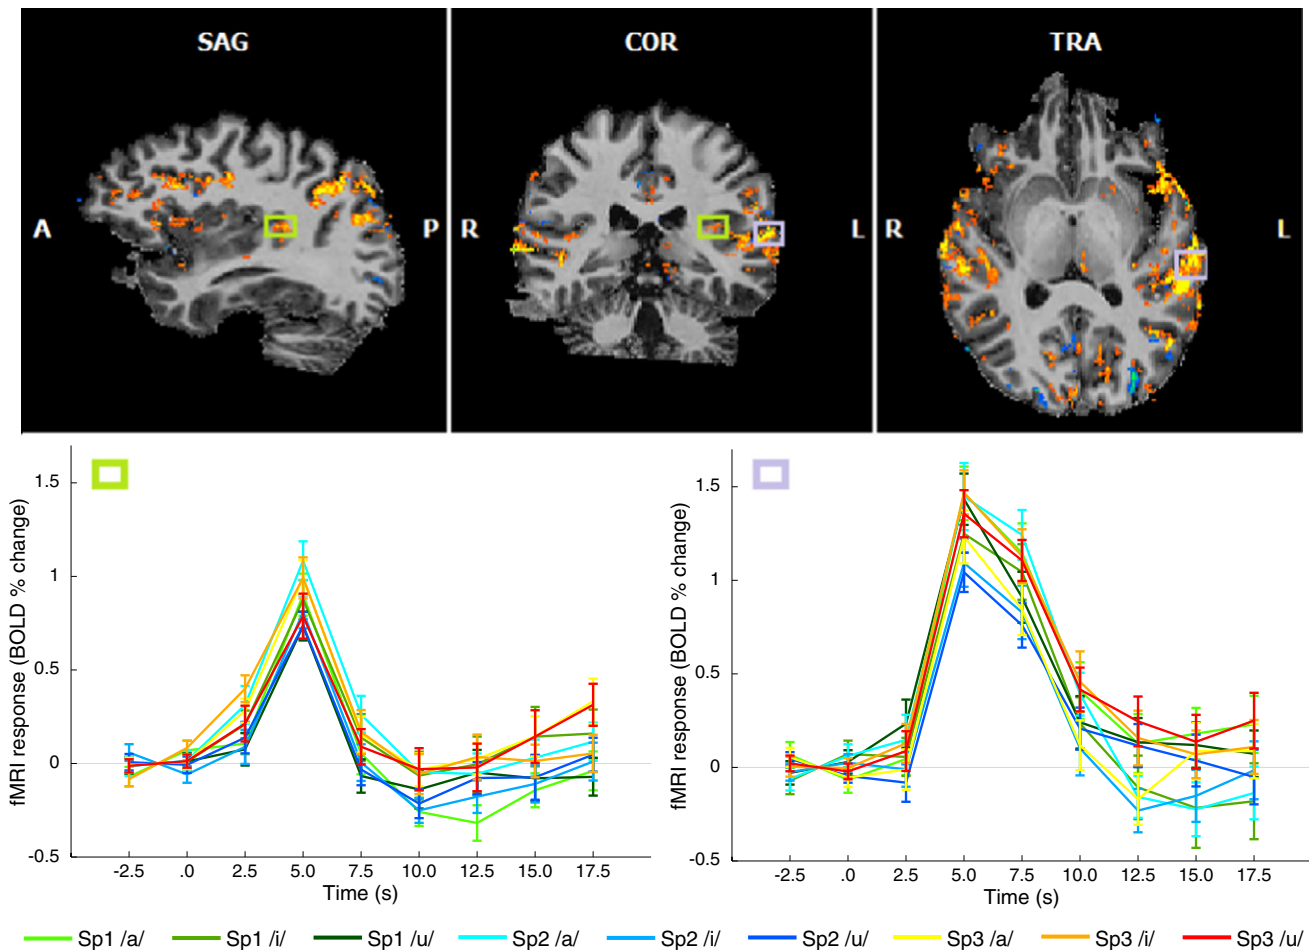 SAG COR TRA
A P R L R L
fMRI response (BOLD % change)
1.5
1
0.5
0
-0.5
-2.5 .0 2.5 5.0 7.5 10.0 12.5 15.0 17.5
Time (s)
fMRI response (BOLD % change)
1.5
1
0.5
0
-0.5
-2.5 .0 2.5 5.0 7.5 10.0 12.5 15.0 17.5
Time (s)
Sp1 /a/ Sp1 /i/ Sp1 /u/ Sp2 /a/ Sp2 /i/ Sp2 /u/ Sp3 /a/ Sp3 /i/ Sp3 /u/